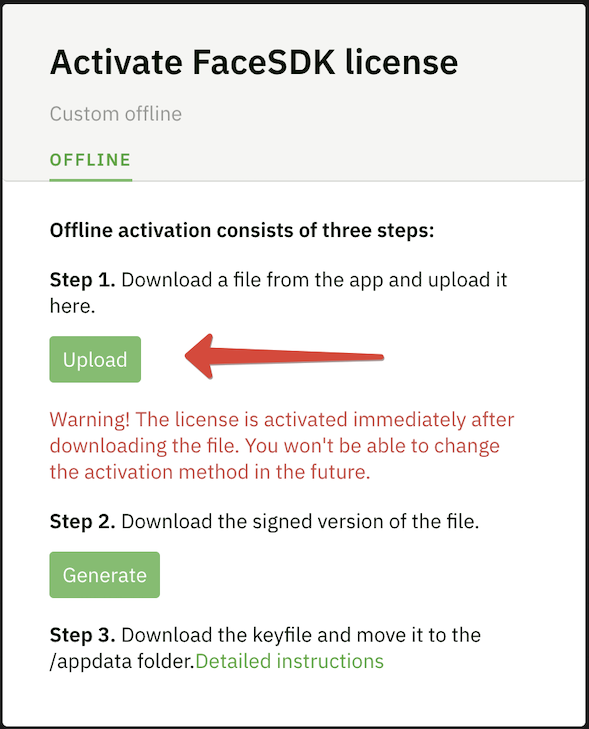 Activate FaceSDK license
Custom offline
OFFLINE
Offline activation consists of three steps:
Step 1. Download a file from the app and upload it
here.
Upload
Warning! The license is activated immediately after
downloading the file. You won't be able to change
the activation method in the future.
Step 2. Download the signed version of the file.
Generate
Step 3. Download the keyfile and move it to the
/appdata folder.Detailed instructions